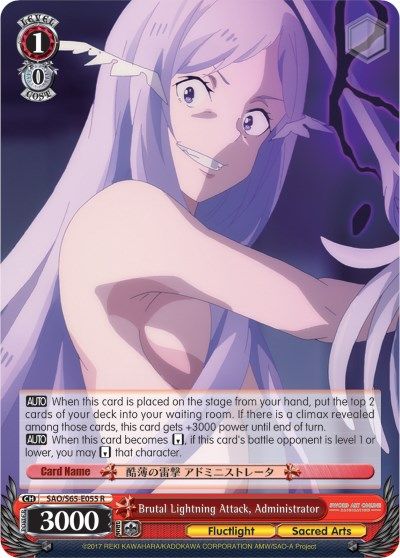 LEVEL
1
0
COST
AUTO When this card is placed on the stage from your hand, put the top 2
cards of your deck into your waiting room. If there is a climax revealed
among those cards, this card gets +3000 power until end of turn.
AUTO When this card becomes [▼], if this card's battle opponent is level 1 or
lower, you may [▼] that character.
Card Name 酷薄の雷撃 アドミニストレータ
CH SAO/S65-E055 R
Brutal Lightning Attack, Administrator
SWORD ART ONLINE
3000
Fluctlight
Sacred Arts
©2017 REKI KAWAHARA/KADOKAWA CORPORATION AMW/SAO-A Project